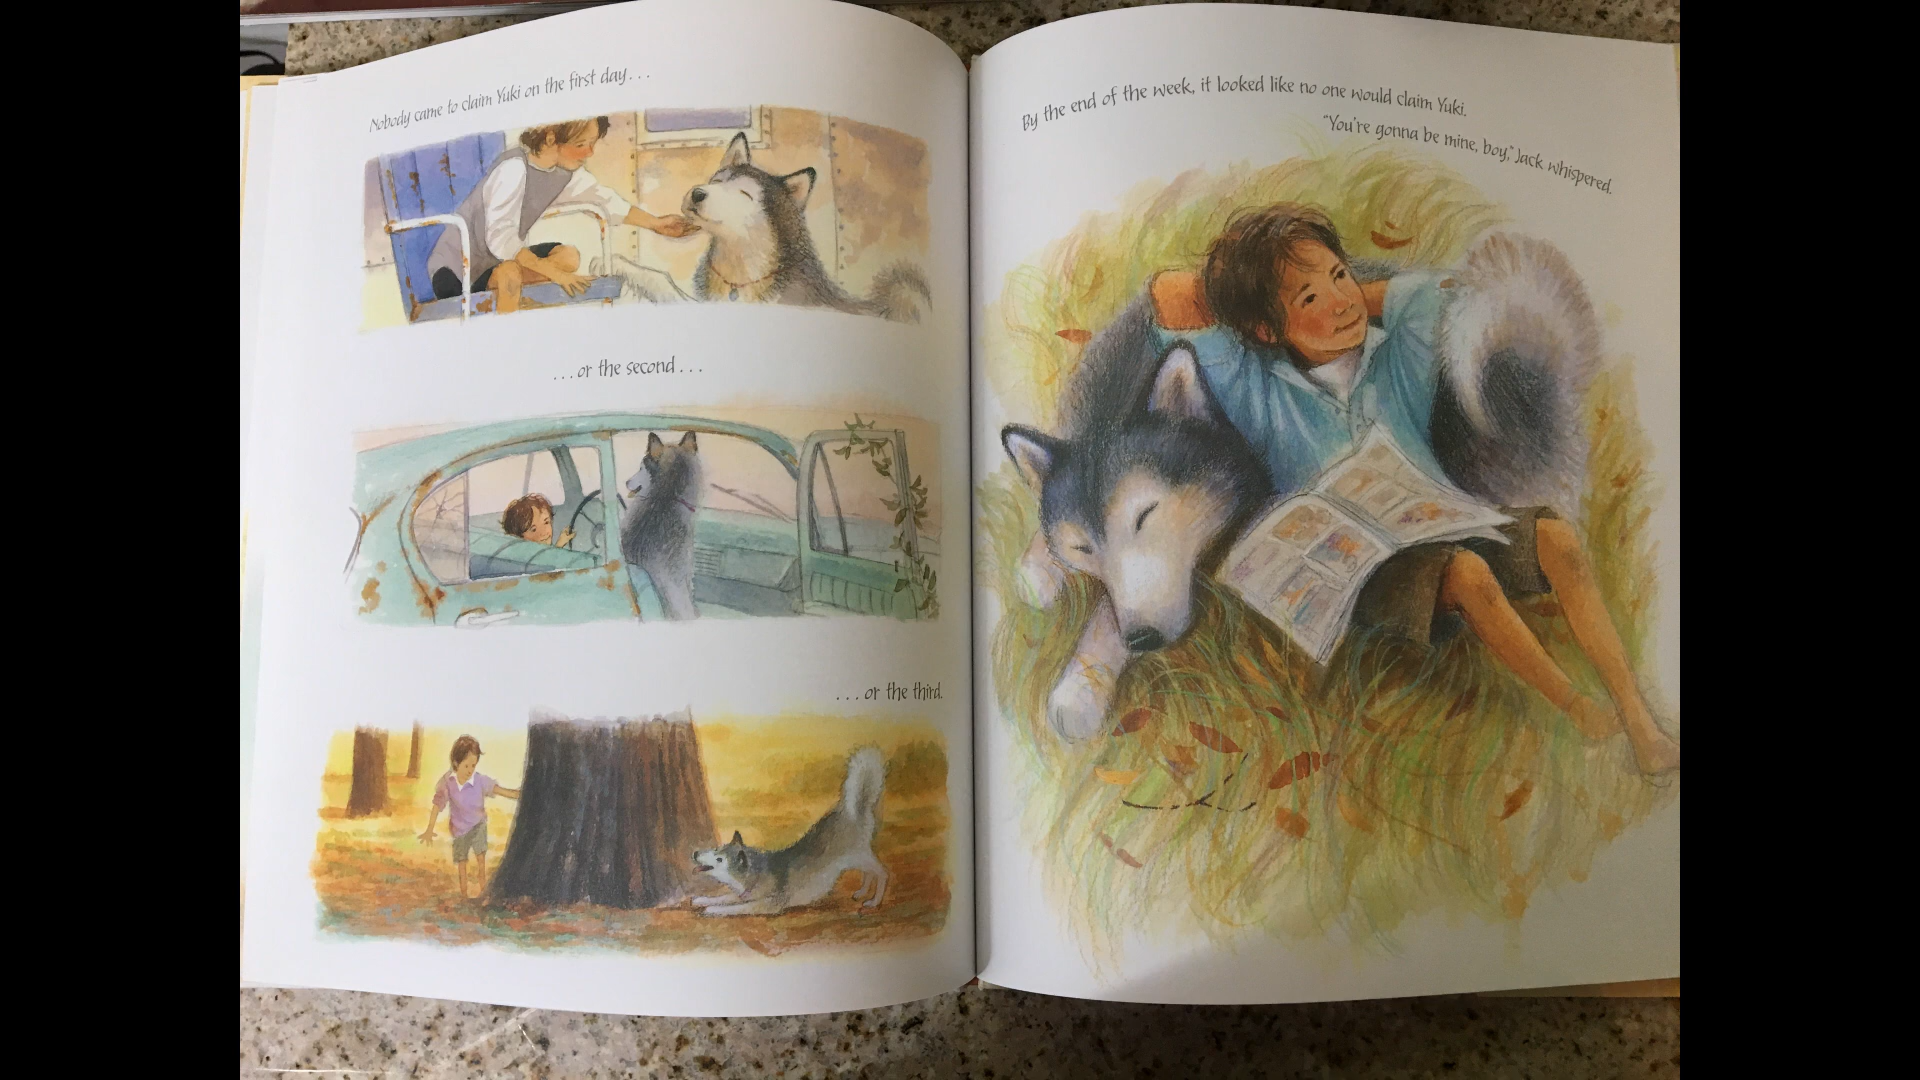 Nobody came to claim Yuki on the first day . . .
. . . or the second . . .
. . . or the third.
By the end of the week, it looked like no one would claim Yuki.
"You're gonna be mine, boy," Jack whispered.